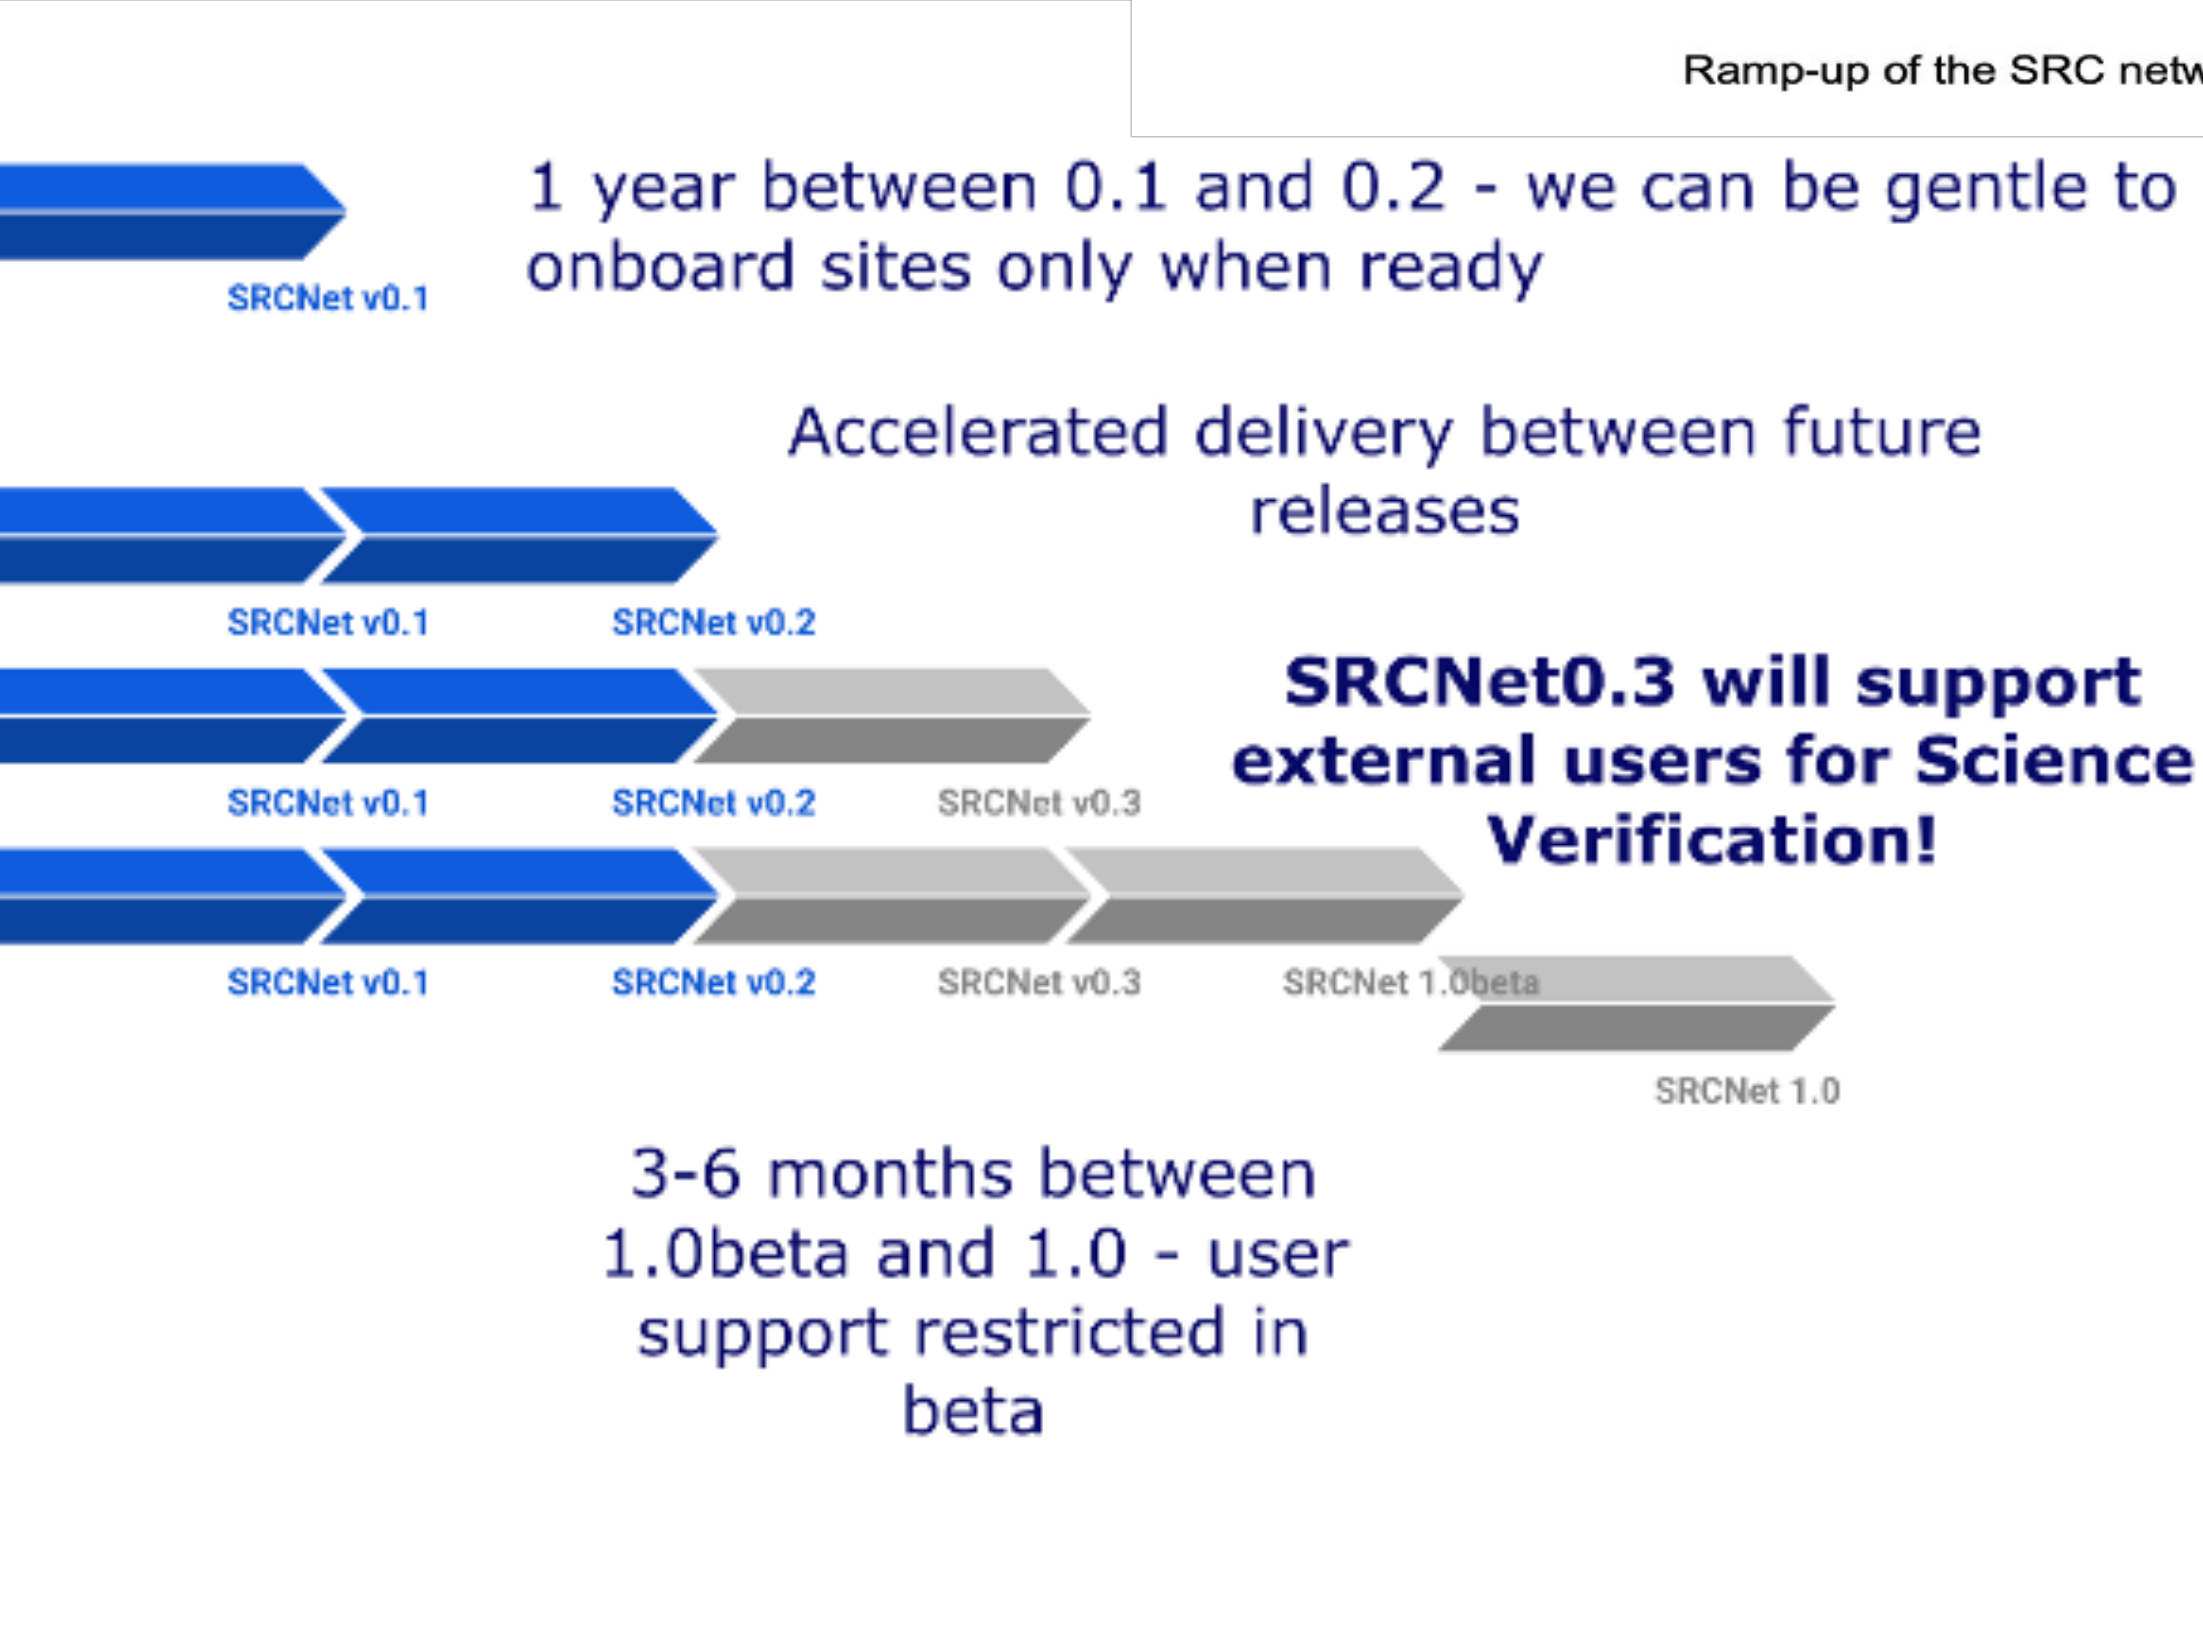 Ramp-up of the SRC
1 year between 0.1 and 0.2 - we can be gentle to
onboard sites only when ready
SRCNet v0.1
Accelerated delivery between future
releases
SRCNet v0.1 SRCNet v0.2
SRCNet0.3 will support
external users for Science
Verification!
SRCNet v0.1 SRCNet v0.2 SRCNet v0.3
SRCNet v0.1 SRCNet v0.2 SRCNet v0.3 SRCNet 1.0beta
SRCNet 1.0
3-6 months between
1.0beta and 1.0 - user
support restricted in
beta